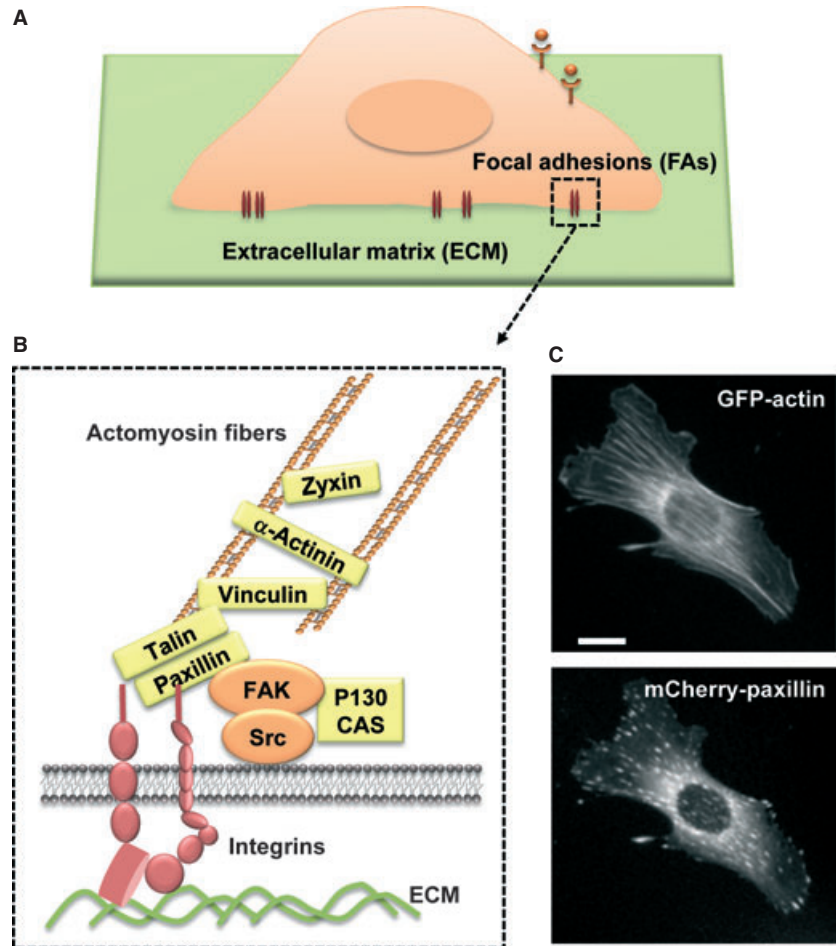 A
Focal adhesions (FAs)
Extracellular matrix (ECM)
B
Actomyosin fibers
Zyxin
α-Actinin
Vinculin
Talin
Paxillin
FAK
P130
CAS
Src
Integrins
ECM
C
GFP-actin
mCherry-paxillin